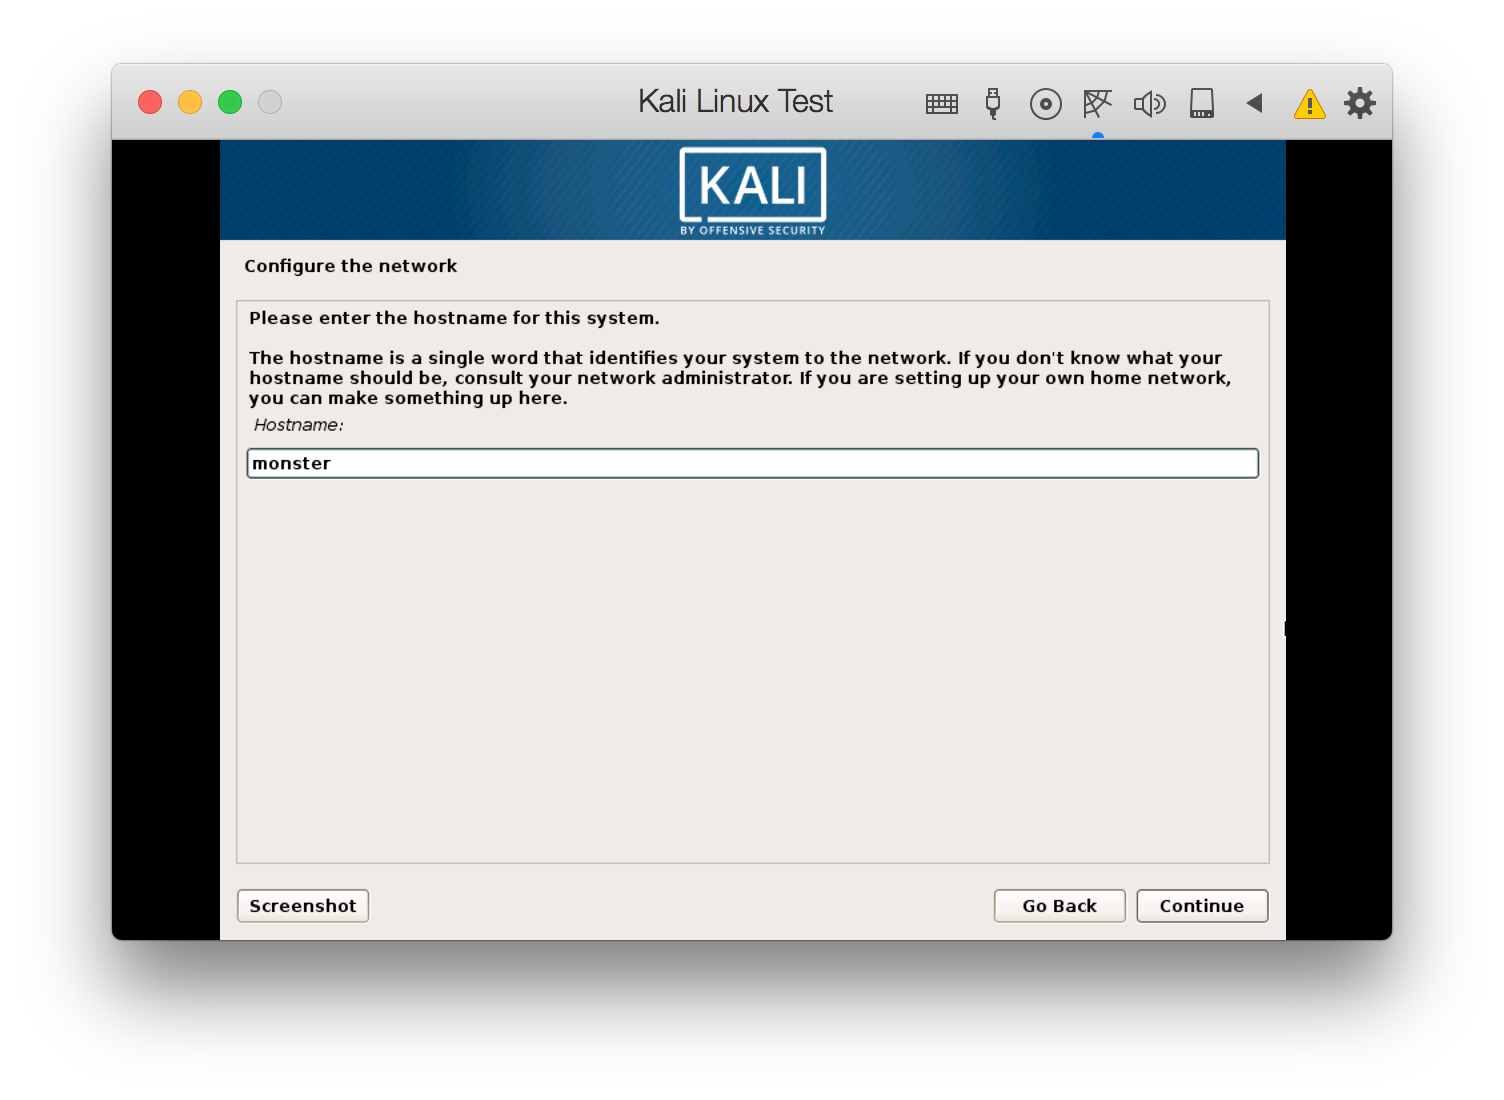 Kali Linux Test
KALI
BY OFFENSIVE SECURITY
Configure the network
Please enter the hostname for this system.
The hostname is a single word that identifies your system to the network. If you don't know what your
hostname should be, consult your network administrator. If you are setting up your own home network,
you can make something up here.
Hostname:
monster
Screenshot
Go Back
Continue